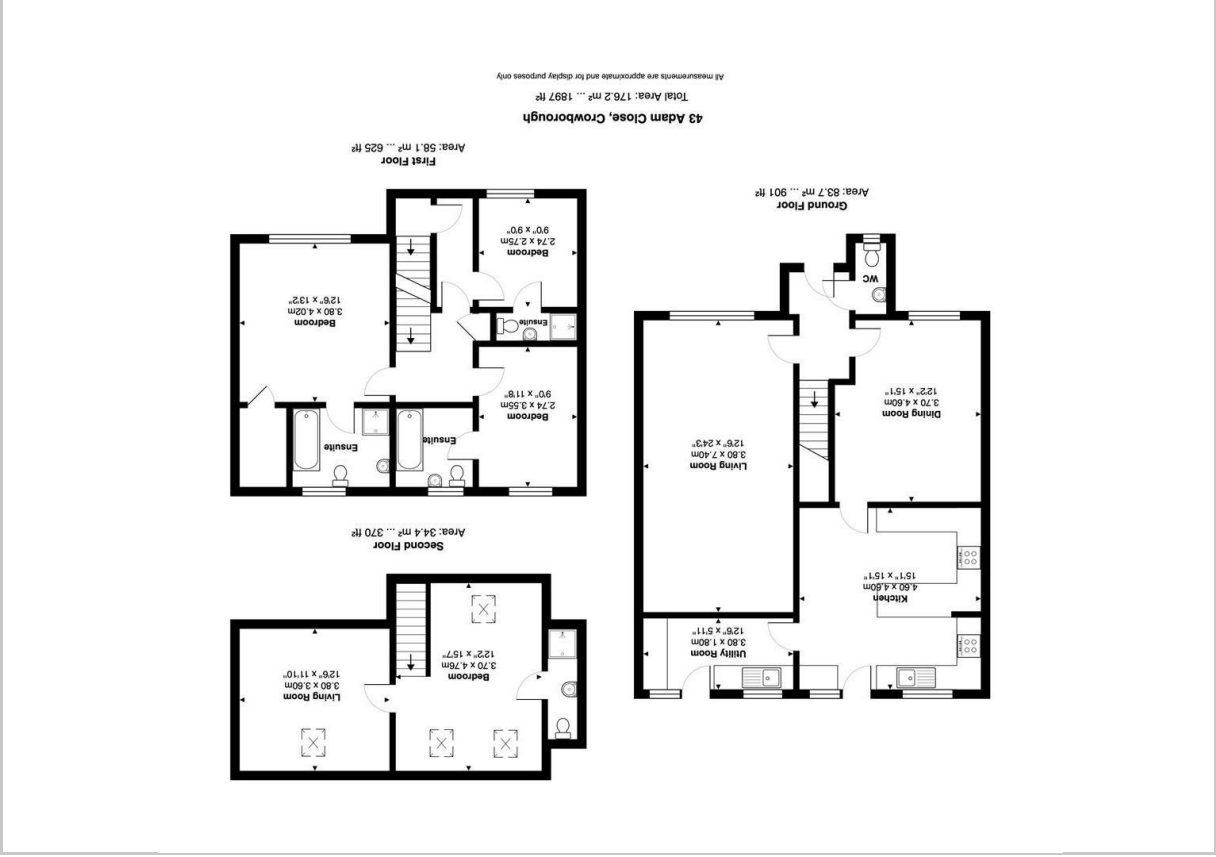 Kitchen
4.60 x 4.60m
15'1" x 15'1"
Utility Room
3.80 x 1.80m
12'6" x 5'11"
Dining Room
3.70 x 4.60m
12'2" x 15'1"
Living Room
3.80 x 7.40m
12'6" x 24'3"
WC
Ground Floor
Area: 83.7 m² ... 901 ft²
Bedroom
3.70 x 4.76m
12'2" x 15'7"
Living Room
3.80 x 3.60m
12'6" x 11'10"
Second Floor
Area: 34.4 m² ... 370 ft²
Bedroom
2.74 x 3.55m
9'0" x 11'8"
Ensuite
Ensuite
Ensuite
Bedroom
2.74 x 2.75m
9'0" x 9'0"
Bedroom
3.80 x 4.02m
12'6" x 13'2"
First Floor
Area: 58.1 m² ... 625 ft²
43 Adam Close, Crowborough
Total Area: 176.2 m² ... 1897 ft²
All measurements are approximate and for display purposes only